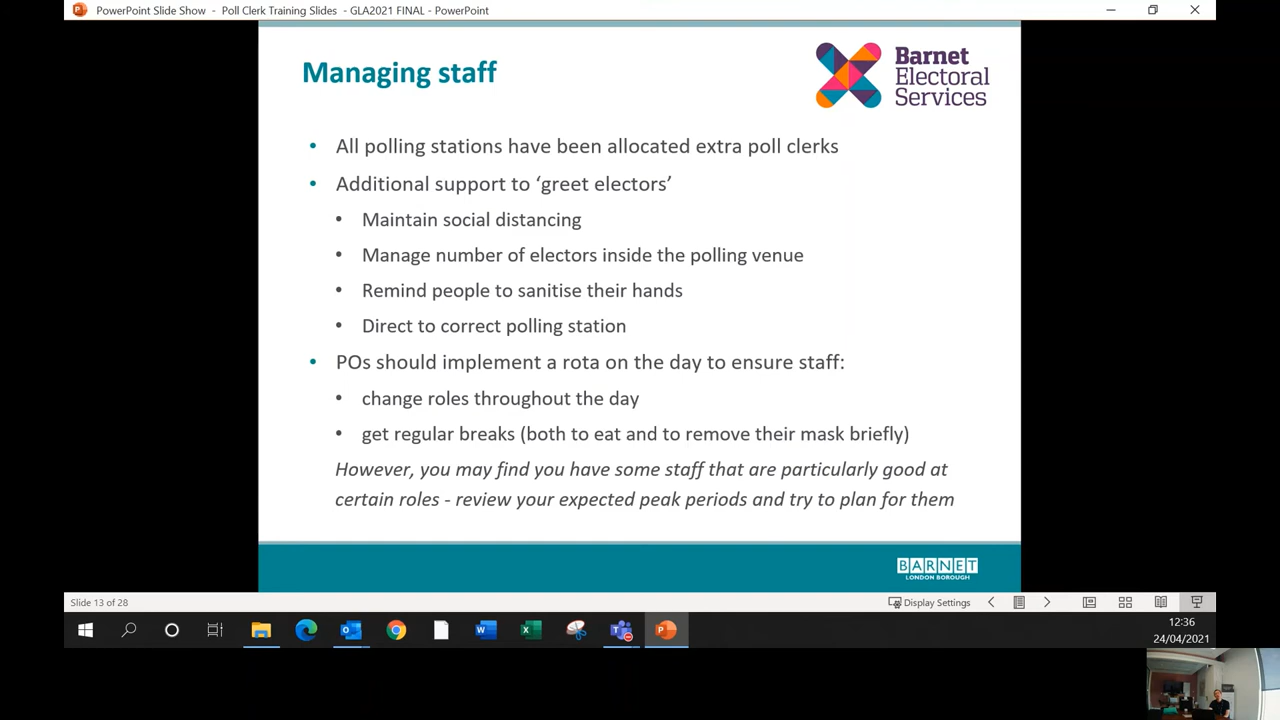 PowerPoint Slide Show - Poll Clerk Training Slides - GLA2021 FINAL - PowerPoint
Managing staff
Barnet
Electoral
Services
• All polling stations have been allocated extra poll clerks
• Additional support to ‘greet electors’
• Maintain social distancing
• Manage number of electors inside the polling venue
• Remind people to sanitise their hands
• Direct to correct polling station
• POs should implement a rota on the day to ensure staff:
• change roles throughout the day
• get regular breaks (both to eat and to remove their mask briefly)
However, you may find you have some staff that are particularly good at
certain roles - review your expected peak periods and try to plan for them
BARNET
LONDON BOROUGH
Slide 13 of 28
Display Settings
12:36
24/04/2021